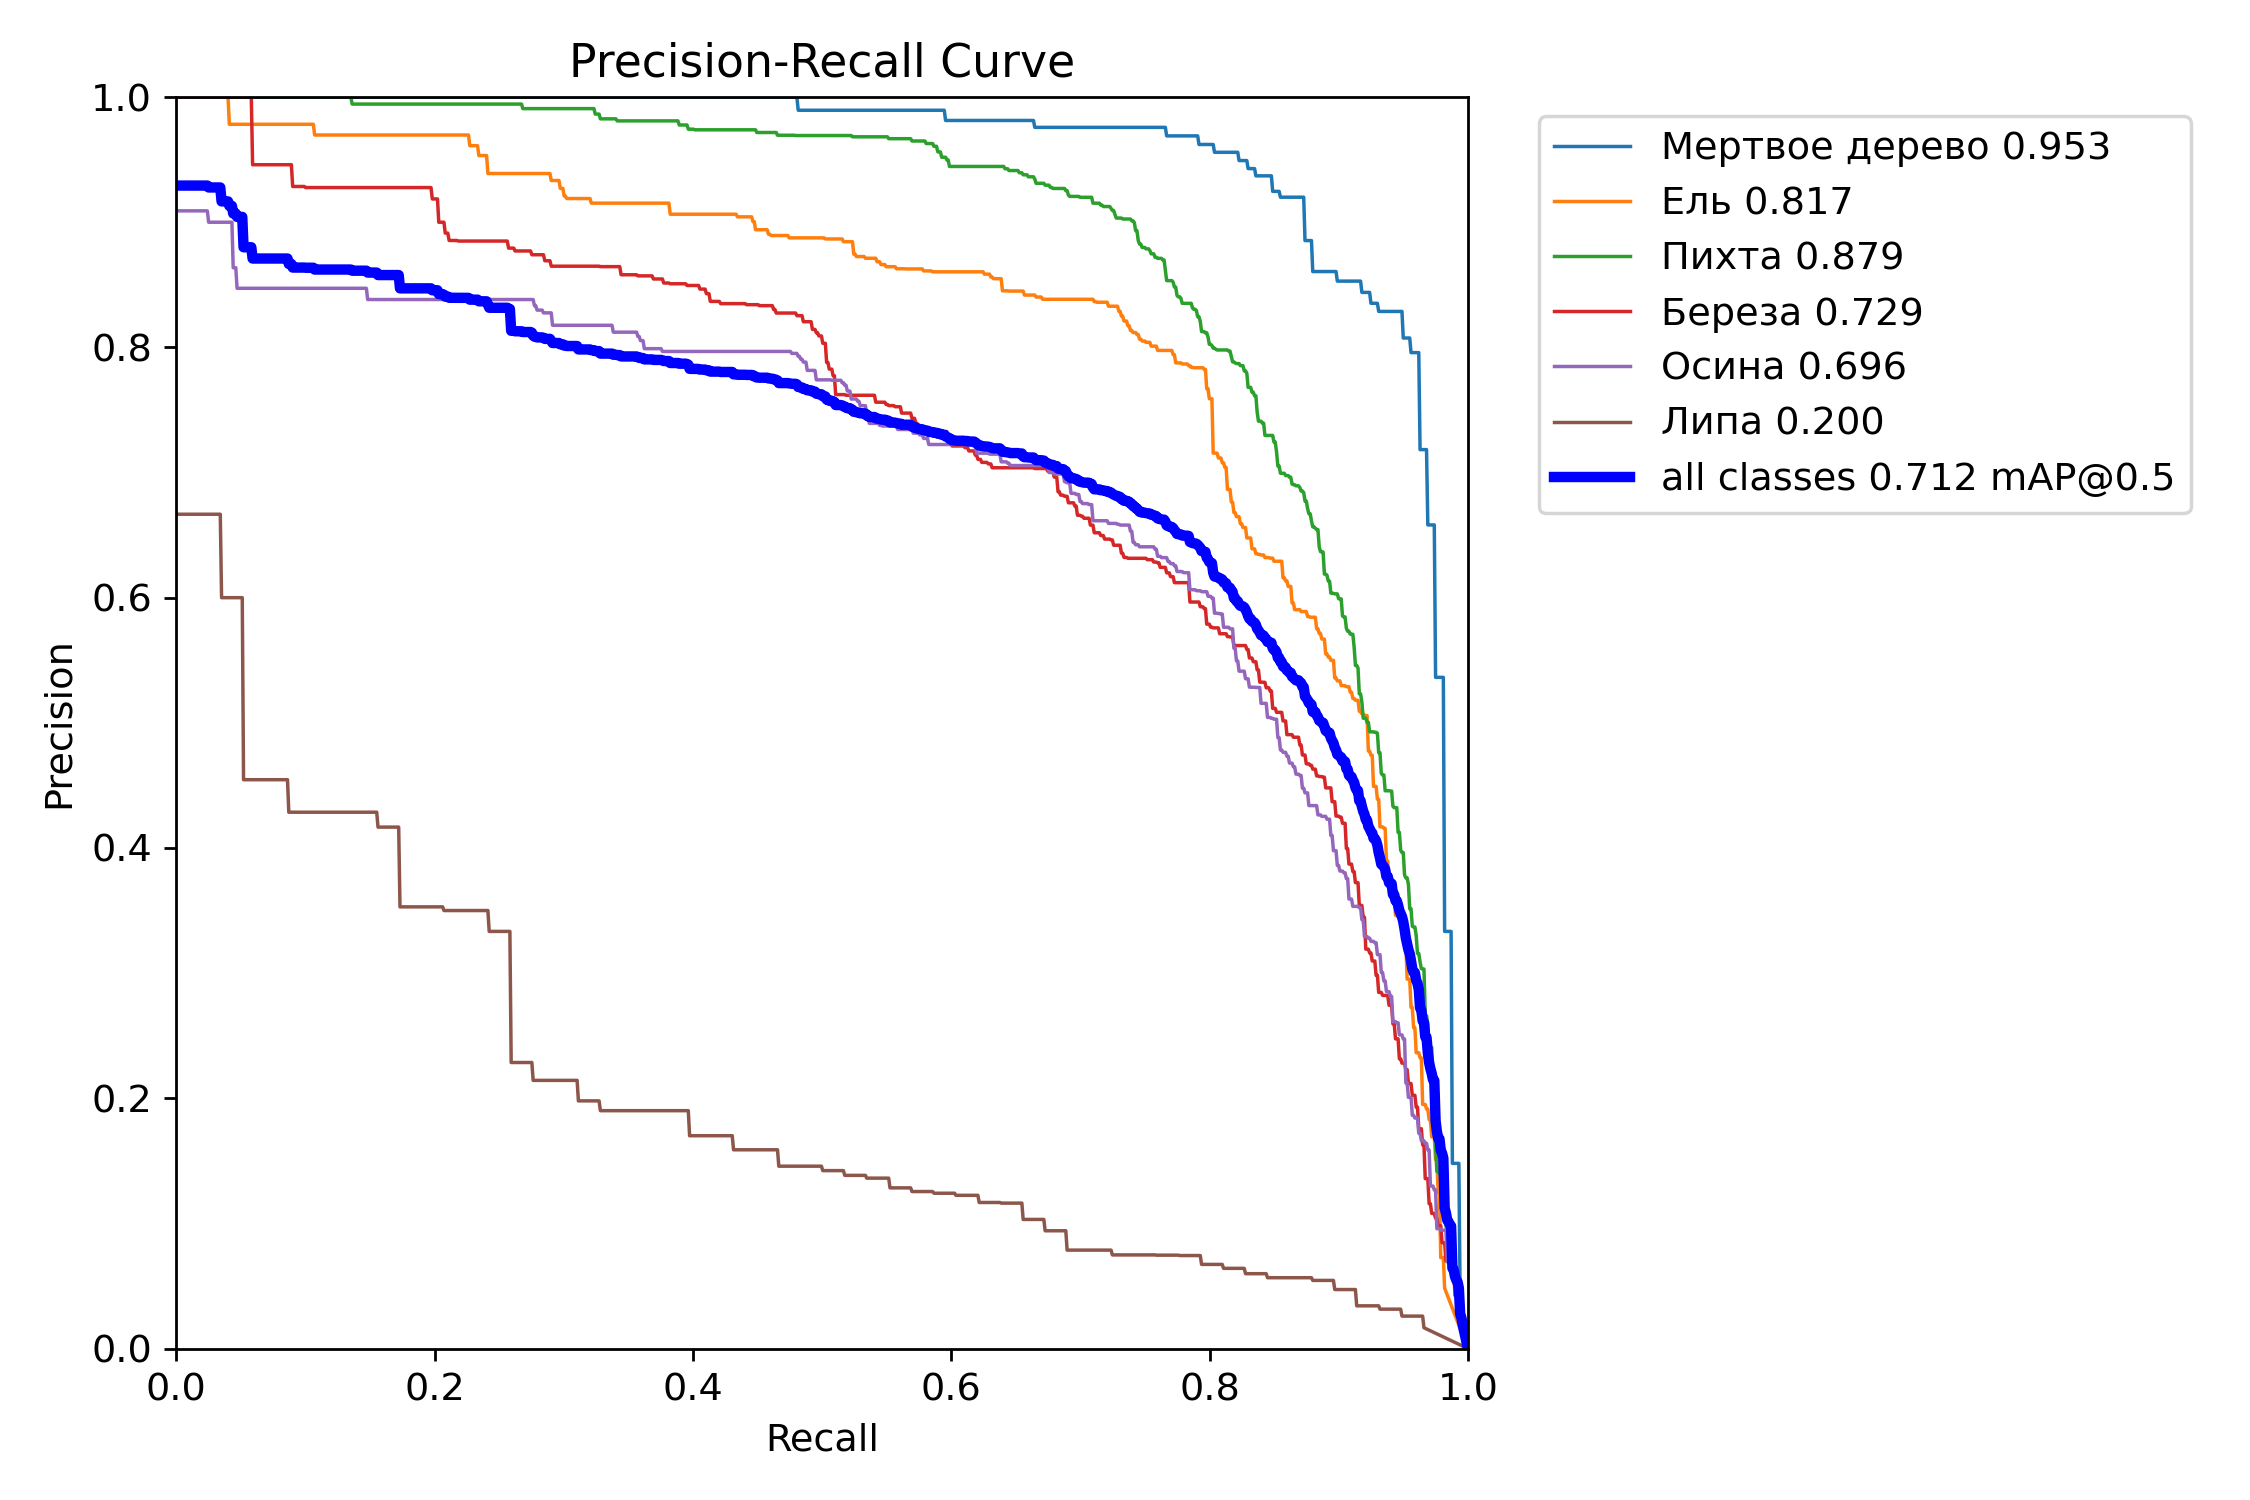 Precision-Recall Curve
1.0
0.8
0.6
0.4
0.2
0.0
Precision
0.0 0.2 0.4 0.6 0.8 1.0
Recall
Мертвое дерево 0.953
Ель 0.817
Пихта 0.879
Береза 0.729
Осина 0.696
Липа 0.200
all classes 0.712 mAP@0.5